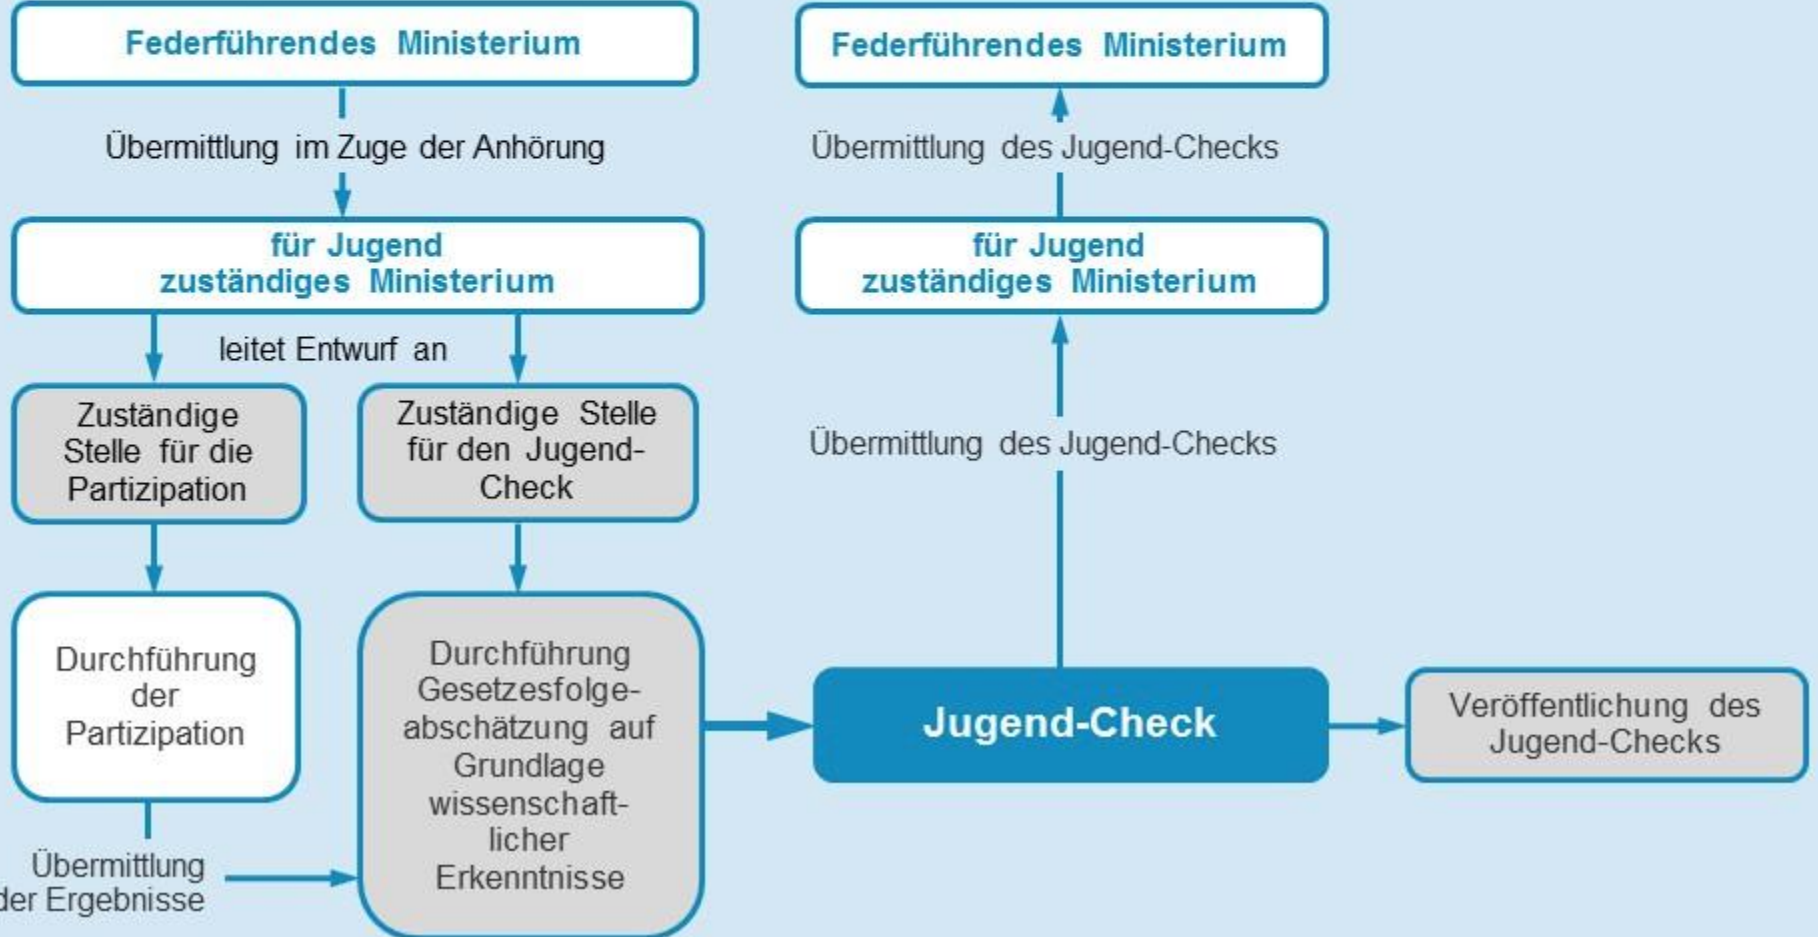 Federführendes Ministerium
Übermittlung im Zuge der Anhörung
für Jugend
zuständiges Ministerium
leitet Entwurf an
Zuständige
Stelle für die
Partizipation
Zuständige Stelle
für den Jugend-
Check
Durchführung
der
Partizipation
Übermittlung
der Ergebnisse
Durchführung
Gesetzesfolge-
abschätzung auf
Grundlage
wissenschaft-
licher
Erkenntnisse
Federführendes Ministerium
Übermittlung des Jugend-Checks
für Jugend
zuständiges Ministerium
Übermittlung des Jugend-Checks
Jugend-Check
Veröffentlichung des
Jugend-Checks